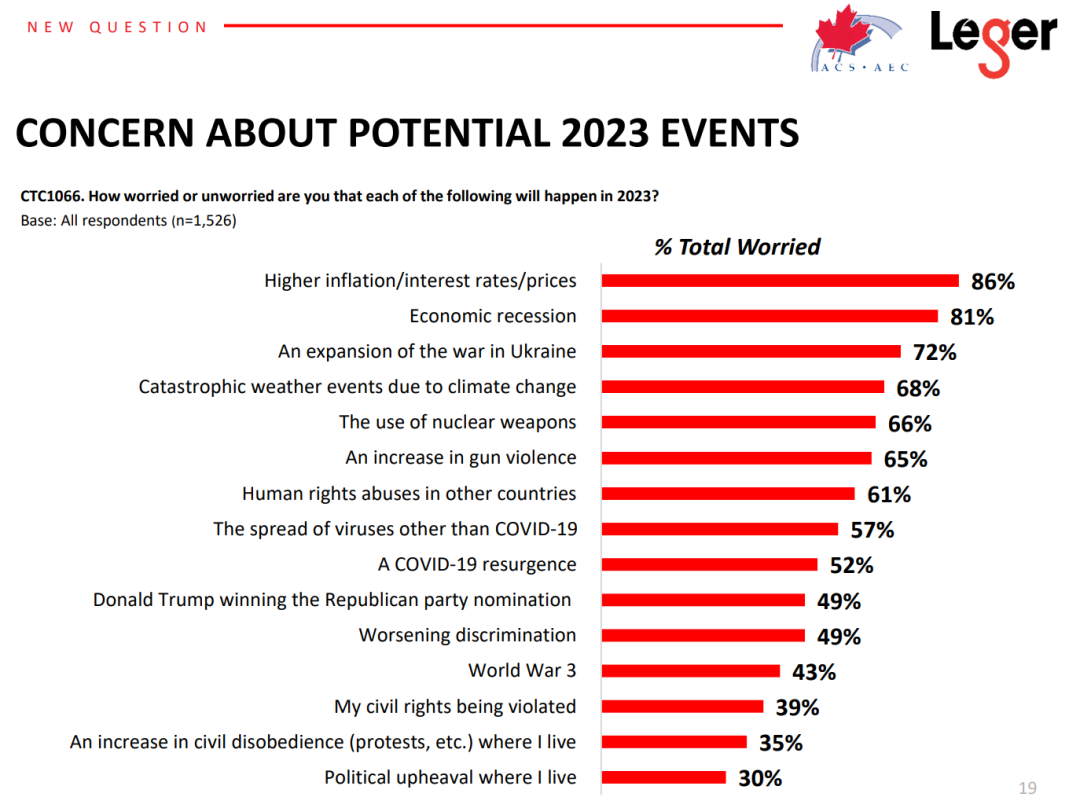 NEW QUESTION
ACS•AEC
Leger
CONCERN ABOUT POTENTIAL 2023 EVENTS
CTC1066. How worried or unworried are you that each of the following will happen in 2023?
Base: All respondents (n=1,526)
% Total Worried
Higher inflation/interest rates/prices 86%
Economic recession 81%
An expansion of the war in Ukraine 72%
Catastrophic weather events due to climate change 68%
The use of nuclear weapons 66%
An increase in gun violence 65%
Human rights abuses in other countries 61%
The spread of viruses other than COVID-19 57%
A COVID-19 resurgence 52%
Donald Trump winning the Republican party nomination 49%
Worsening discrimination 49%
World War 3 43%
My civil rights being violated 39%
An increase in civil disobedience (protests, etc.) where I live 35%
Political upheaval where I live 30%
19